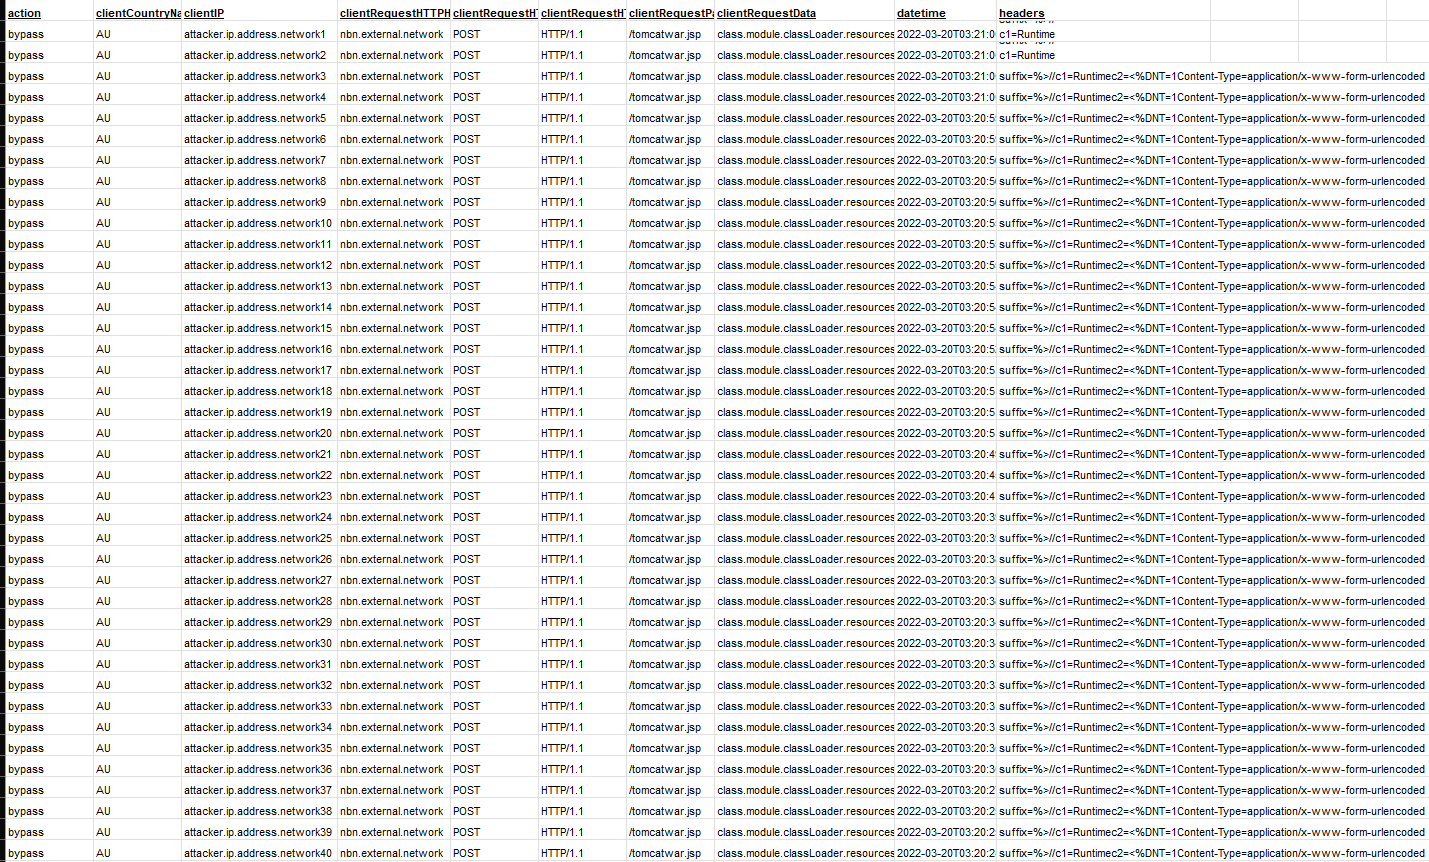 action clientCountryNa clientIP clientRequestHTTPH clientRequestH clientRequestH clientRequestPa clientRequestData datetime headers
bypass AU attacker.ip.address.network1 nbn.external.network POST HTTP/1.1 /tomcatwar.jsp class.module.classLoader.resources 2022-03-20T03:21:0 c1=Runtime
bypass AU attacker.ip.address.network2 nbn.external.network POST HTTP/1.1 /tomcatwar.jsp class.module.classLoader.resources 2022-03-20T03:21:0 c1=Runtime
bypass AU attacker.ip.address.network3 nbn.external.network POST HTTP/1.1 /tomcatwar.jsp class.module.classLoader.resources 2022-03-20T03:21:0 suffix=%>//c1=Runtimec2=<%DNT=1Content-Type=application/x-www-form-urlencoded
bypass AU attacker.ip.address.network4 nbn.external.network POST HTTP/1.1 /tomcatwar.jsp class.module.classLoader.resources 2022-03-20T03:21:0 suffix=%>//c1=Runtimec2=<%DNT=1Content-Type=application/x-www-form-urlencoded
bypass AU attacker.ip.address.network5 nbn.external.network POST HTTP/1.1 /tomcatwar.jsp class.module.classLoader.resources 2022-03-20T03:20:5 suffix=%>//c1=Runtimec2=<%DNT=1Content-Type=application/x-www-form-urlencoded
bypass AU attacker.ip.address.network6 nbn.external.network POST HTTP/1.1 /tomcatwar.jsp class.module.classLoader.resources 2022-03-20T03:20:5 suffix=%>//c1=Runtimec2=<%DNT=1Content-Type=application/x-www-form-urlencoded
bypass AU attacker.ip.address.network7 nbn.external.network POST HTTP/1.1 /tomcatwar.jsp class.module.classLoader.resources 2022-03-20T03:20:5 suffix=%>//c1=Runtimec2=<%DNT=1Content-Type=application/x-www-form-urlencoded
bypass AU attacker.ip.address.network8 nbn.external.network POST HTTP/1.1 /tomcatwar.jsp class.module.classLoader.resources 2022-03-20T03:20:5 suffix=%>//c1=Runtimec2=<%DNT=1Content-Type=application/x-www-form-urlencoded
bypass AU attacker.ip.address.network9 nbn.external.network POST HTTP/1.1 /tomcatwar.jsp class.module.classLoader.resources 2022-03-20T03:20:5 suffix=%>//c1=Runtimec2=<%DNT=1Content-Type=application/x-www-form-urlencoded
bypass AU attacker.ip.address.network10 nbn.external.network POST HTTP/1.1 /tomcatwar.jsp class.module.classLoader.resources 2022-03-20T03:20:5 suffix=%>//c1=Runtimec2=<%DNT=1Content-Type=application/x-www-form-urlencoded
bypass AU attacker.ip.address.network11 nbn.external.network POST HTTP/1.1 /tomcatwar.jsp class.module.classLoader.resources 2022-03-20T03:20:5 suffix=%>//c1=Runtimec2=<%DNT=1Content-Type=application/x-www-form-urlencoded
bypass AU attacker.ip.address.network12 nbn.external.network POST HTTP/1.1 /tomcatwar.jsp class.module.classLoader.resources 2022-03-20T03:20:5 suffix=%>//c1=Runtimec2=<%DNT=1Content-Type=application/x-www-form-urlencoded
bypass AU attacker.ip.address.network13 nbn.external.network POST HTTP/1.1 /tomcatwar.jsp class.module.classLoader.resources 2022-03-20T03:20:5 suffix=%>//c1=Runtimec2=<%DNT=1Content-Type=application/x-www-form-urlencoded
bypass AU attacker.ip.address.network14 nbn.external.network POST HTTP/1.1 /tomcatwar.jsp class.module.classLoader.resources 2022-03-20T03:20:5 suffix=%>//c1=Runtimec2=<%DNT=1Content-Type=application/x-www-form-urlencoded
bypass AU attacker.ip.address.network15 nbn.external.network POST HTTP/1.1 /tomcatwar.jsp class.module.classLoader.resources 2022-03-20T03:20:5 suffix=%>//c1=Runtimec2=<%DNT=1Content-Type=application/x-www-form-urlencoded
bypass AU attacker.ip.address.network16 nbn.external.network POST HTTP/1.1 /tomcatwar.jsp class.module.classLoader.resources 2022-03-20T03:20:5 suffix=%>//c1=Runtimec2=<%DNT=1Content-Type=application/x-www-form-urlencoded
bypass AU attacker.ip.address.network17 nbn.external.network POST HTTP/1.1 /tomcatwar.jsp class.module.classLoader.resources 2022-03-20T03:20:5 suffix=%>//c1=Runtimec2=<%DNT=1Content-Type=application/x-www-form-urlencoded
bypass AU attacker.ip.address.network18 nbn.external.network POST HTTP/1.1 /tomcatwar.jsp class.module.classLoader.resources 2022-03-20T03:20:5 suffix=%>//c1=Runtimec2=<%DNT=1Content-Type=application/x-www-form-urlencoded
bypass AU attacker.ip.address.network19 nbn.external.network POST HTTP/1.1 /tomcatwar.jsp class.module.classLoader.resources 2022-03-20T03:20:5 suffix=%>//c1=Runtimec2=<%DNT=1Content-Type=application/x-www-form-urlencoded
bypass AU attacker.ip.address.network20 nbn.external.network POST HTTP/1.1 /tomcatwar.jsp class.module.classLoader.resources 2022-03-20T03:20:5 suffix=%>//c1=Runtimec2=<%DNT=1Content-Type=application/x-www-form-urlencoded
bypass AU attacker.ip.address.network21 nbn.external.network POST HTTP/1.1 /tomcatwar.jsp class.module.classLoader.resources 2022-03-20T03:20:4 suffix=%>//c1=Runtimec2=<%DNT=1Content-Type=application/x-www-form-urlencoded
bypass AU attacker.ip.address.network22 nbn.external.network POST HTTP/1.1 /tomcatwar.jsp class.module.classLoader.resources 2022-03-20T03:20:4 suffix=%>//c1=Runtimec2=<%DNT=1Content-Type=application/x-www-form-urlencoded
bypass AU attacker.ip.address.network23 nbn.external.network POST HTTP/1.1 /tomcatwar.jsp class.module.classLoader.resources 2022-03-20T03:20:4 suffix=%>//c1=Runtimec2=<%DNT=1Content-Type=application/x-www-form-urlencoded
bypass AU attacker.ip.address.network24 nbn.external.network POST HTTP/1.1 /tomcatwar.jsp class.module.classLoader.resources 2022-03-20T03:20:3 suffix=%>//c1=Runtimec2=<%DNT=1Content-Type=application/x-www-form-urlencoded
bypass AU attacker.ip.address.network25 nbn.external.network POST HTTP/1.1 /tomcatwar.jsp class.module.classLoader.resources 2022-03-20T03:20:3 suffix=%>//c1=Runtimec2=<%DNT=1Content-Type=application/x-www-form-urlencoded
bypass AU attacker.ip.address.network26 nbn.external.network POST HTTP/1.1 /tomcatwar.jsp class.module.classLoader.resources 2022-03-20T03:20:3 suffix=%>//c1=Runtimec2=<%DNT=1Content-Type=application/x-www-form-urlencoded
bypass AU attacker.ip.address.network27 nbn.external.network POST HTTP/1.1 /tomcatwar.jsp class.module.classLoader.resources 2022-03-20T03:20:3 suffix=%>//c1=Runtimec2=<%DNT=1Content-Type=application/x-www-form-urlencoded
bypass AU attacker.ip.address.network28 nbn.external.network POST HTTP/1.1 /tomcatwar.jsp class.module.classLoader.resources 2022-03-20T03:20:3 suffix=%>//c1=Runtimec2=<%DNT=1Content-Type=application/x-www-form-urlencoded
bypass AU attacker.ip.address.network29 nbn.external.network POST HTTP/1.1 /tomcatwar.jsp class.module.classLoader.resources 2022-03-20T03:20:3 suffix=%>//c1=Runtimec2=<%DNT=1Content-Type=application/x-www-form-urlencoded
bypass AU attacker.ip.address.network30 nbn.external.network POST HTTP/1.1 /tomcatwar.jsp class.module.classLoader.resources 2022-03-20T03:20:3 suffix=%>//c1=Runtimec2=<%DNT=1Content-Type=application/x-www-form-urlencoded
bypass AU attacker.ip.address.network31 nbn.external.network POST HTTP/1.1 /tomcatwar.jsp class.module.classLoader.resources 2022-03-20T03:20:3 suffix=%>//c1=Runtimec2=<%DNT=1Content-Type=application/x-www-form-urlencoded
bypass AU attacker.ip.address.network32 nbn.external.network POST HTTP/1.1 /tomcatwar.jsp class.module.classLoader.resources 2022-03-20T03:20:3 suffix=%>//c1=Runtimec2=<%DNT=1Content-Type=application/x-www-form-urlencoded
bypass AU attacker.ip.address.network33 nbn.external.network POST HTTP/1.1 /tomcatwar.jsp class.module.classLoader.resources 2022-03-20T03:20:3 suffix=%>//c1=Runtimec2=<%DNT=1Content-Type=application/x-www-form-urlencoded
bypass AU attacker.ip.address.network34 nbn.external.network POST HTTP/1.1 /tomcatwar.jsp class.module.classLoader.resources 2022-03-20T03:20:3 suffix=%>//c1=Runtimec2=<%DNT=1Content-Type=application/x-www-form-urlencoded
bypass AU attacker.ip.address.network35 nbn.external.network POST HTTP/1.1 /tomcatwar.jsp class.module.classLoader.resources 2022-03-20T03:20:3 suffix=%>//c1=Runtimec2=<%DNT=1Content-Type=application/x-www-form-urlencoded
bypass AU attacker.ip.address.network36 nbn.external.network POST HTTP/1.1 /tomcatwar.jsp class.module.classLoader.resources 2022-03-20T03:20:3 suffix=%>//c1=Runtimec2=<%DNT=1Content-Type=application/x-www-form-urlencoded
bypass AU attacker.ip.address.network37 nbn.external.network POST HTTP/1.1 /tomcatwar.jsp class.module.classLoader.resources 2022-03-20T03:20:2 suffix=%>//c1=Runtimec2=<%DNT=1Content-Type=application/x-www-form-urlencoded
bypass AU attacker.ip.address.network38 nbn.external.network POST HTTP/1.1 /tomcatwar.jsp class.module.classLoader.resources 2022-03-20T03:20:2 suffix=%>//c1=Runtimec2=<%DNT=1Content-Type=application/x-www-form-urlencoded
bypass AU attacker.ip.address.network39 nbn.external.network POST HTTP/1.1 /tomcatwar.jsp class.module.classLoader.resources 2022-03-20T03:20:2 suffix=%>//c1=Runtimec2=<%DNT=1Content-Type=application/x-www-form-urlencoded
bypass AU attacker.ip.address.network40 nbn.external.network POST HTTP/1.1 /tomcatwar.jsp class.module.classLoader.resources 2022-03-20T03:20:2 suffix=%>//c1=Runtimec2=<%DNT=1Content-Type=application/x-www-form-urlencoded